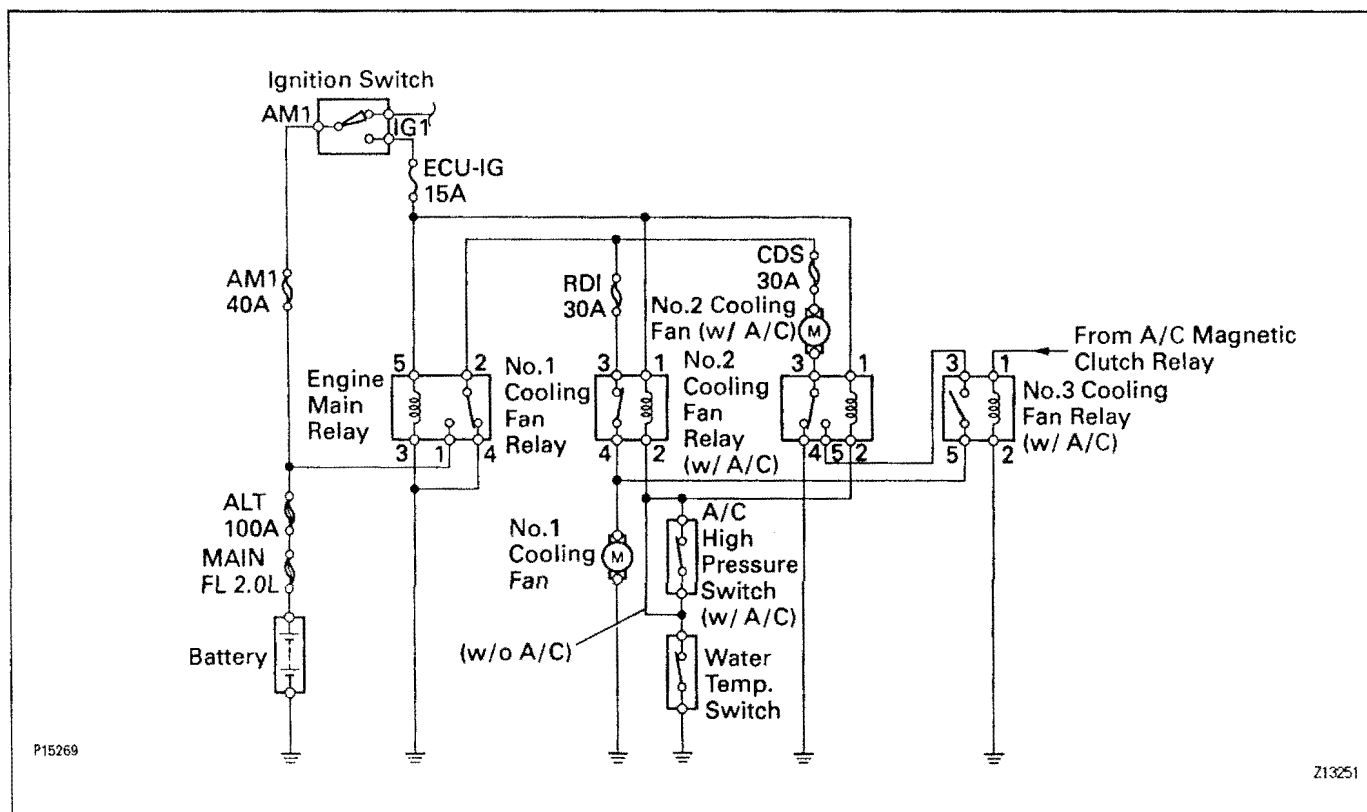 Ignition Switch
AM1
IG1
ECU-IG
15A
AM1
40A
RDI
30A
CDS
30A
No.2 Cooling
Fan (w/ A/C)
M
From A/C Magnetic
Clutch Relay
5
2
3
1
3
1
3
1
Engine
Main
Relay
No.1
Cooling
Fan
Relay
No.2
Cooling
Fan
Relay
(w/ A/C)
No.3 Cooling
Fan Relay
(w/ A/C)
3
1
4
4
2
4
5
2
5
2
ALT
100A
MAIN
FL 2.0L
Battery
No.1
Cooling
Fan
M
A/C
High
Pressure
Switch
(w/ A/C)
(w/o A/C)
Water
Temp.
Switch
P15269
Z13251